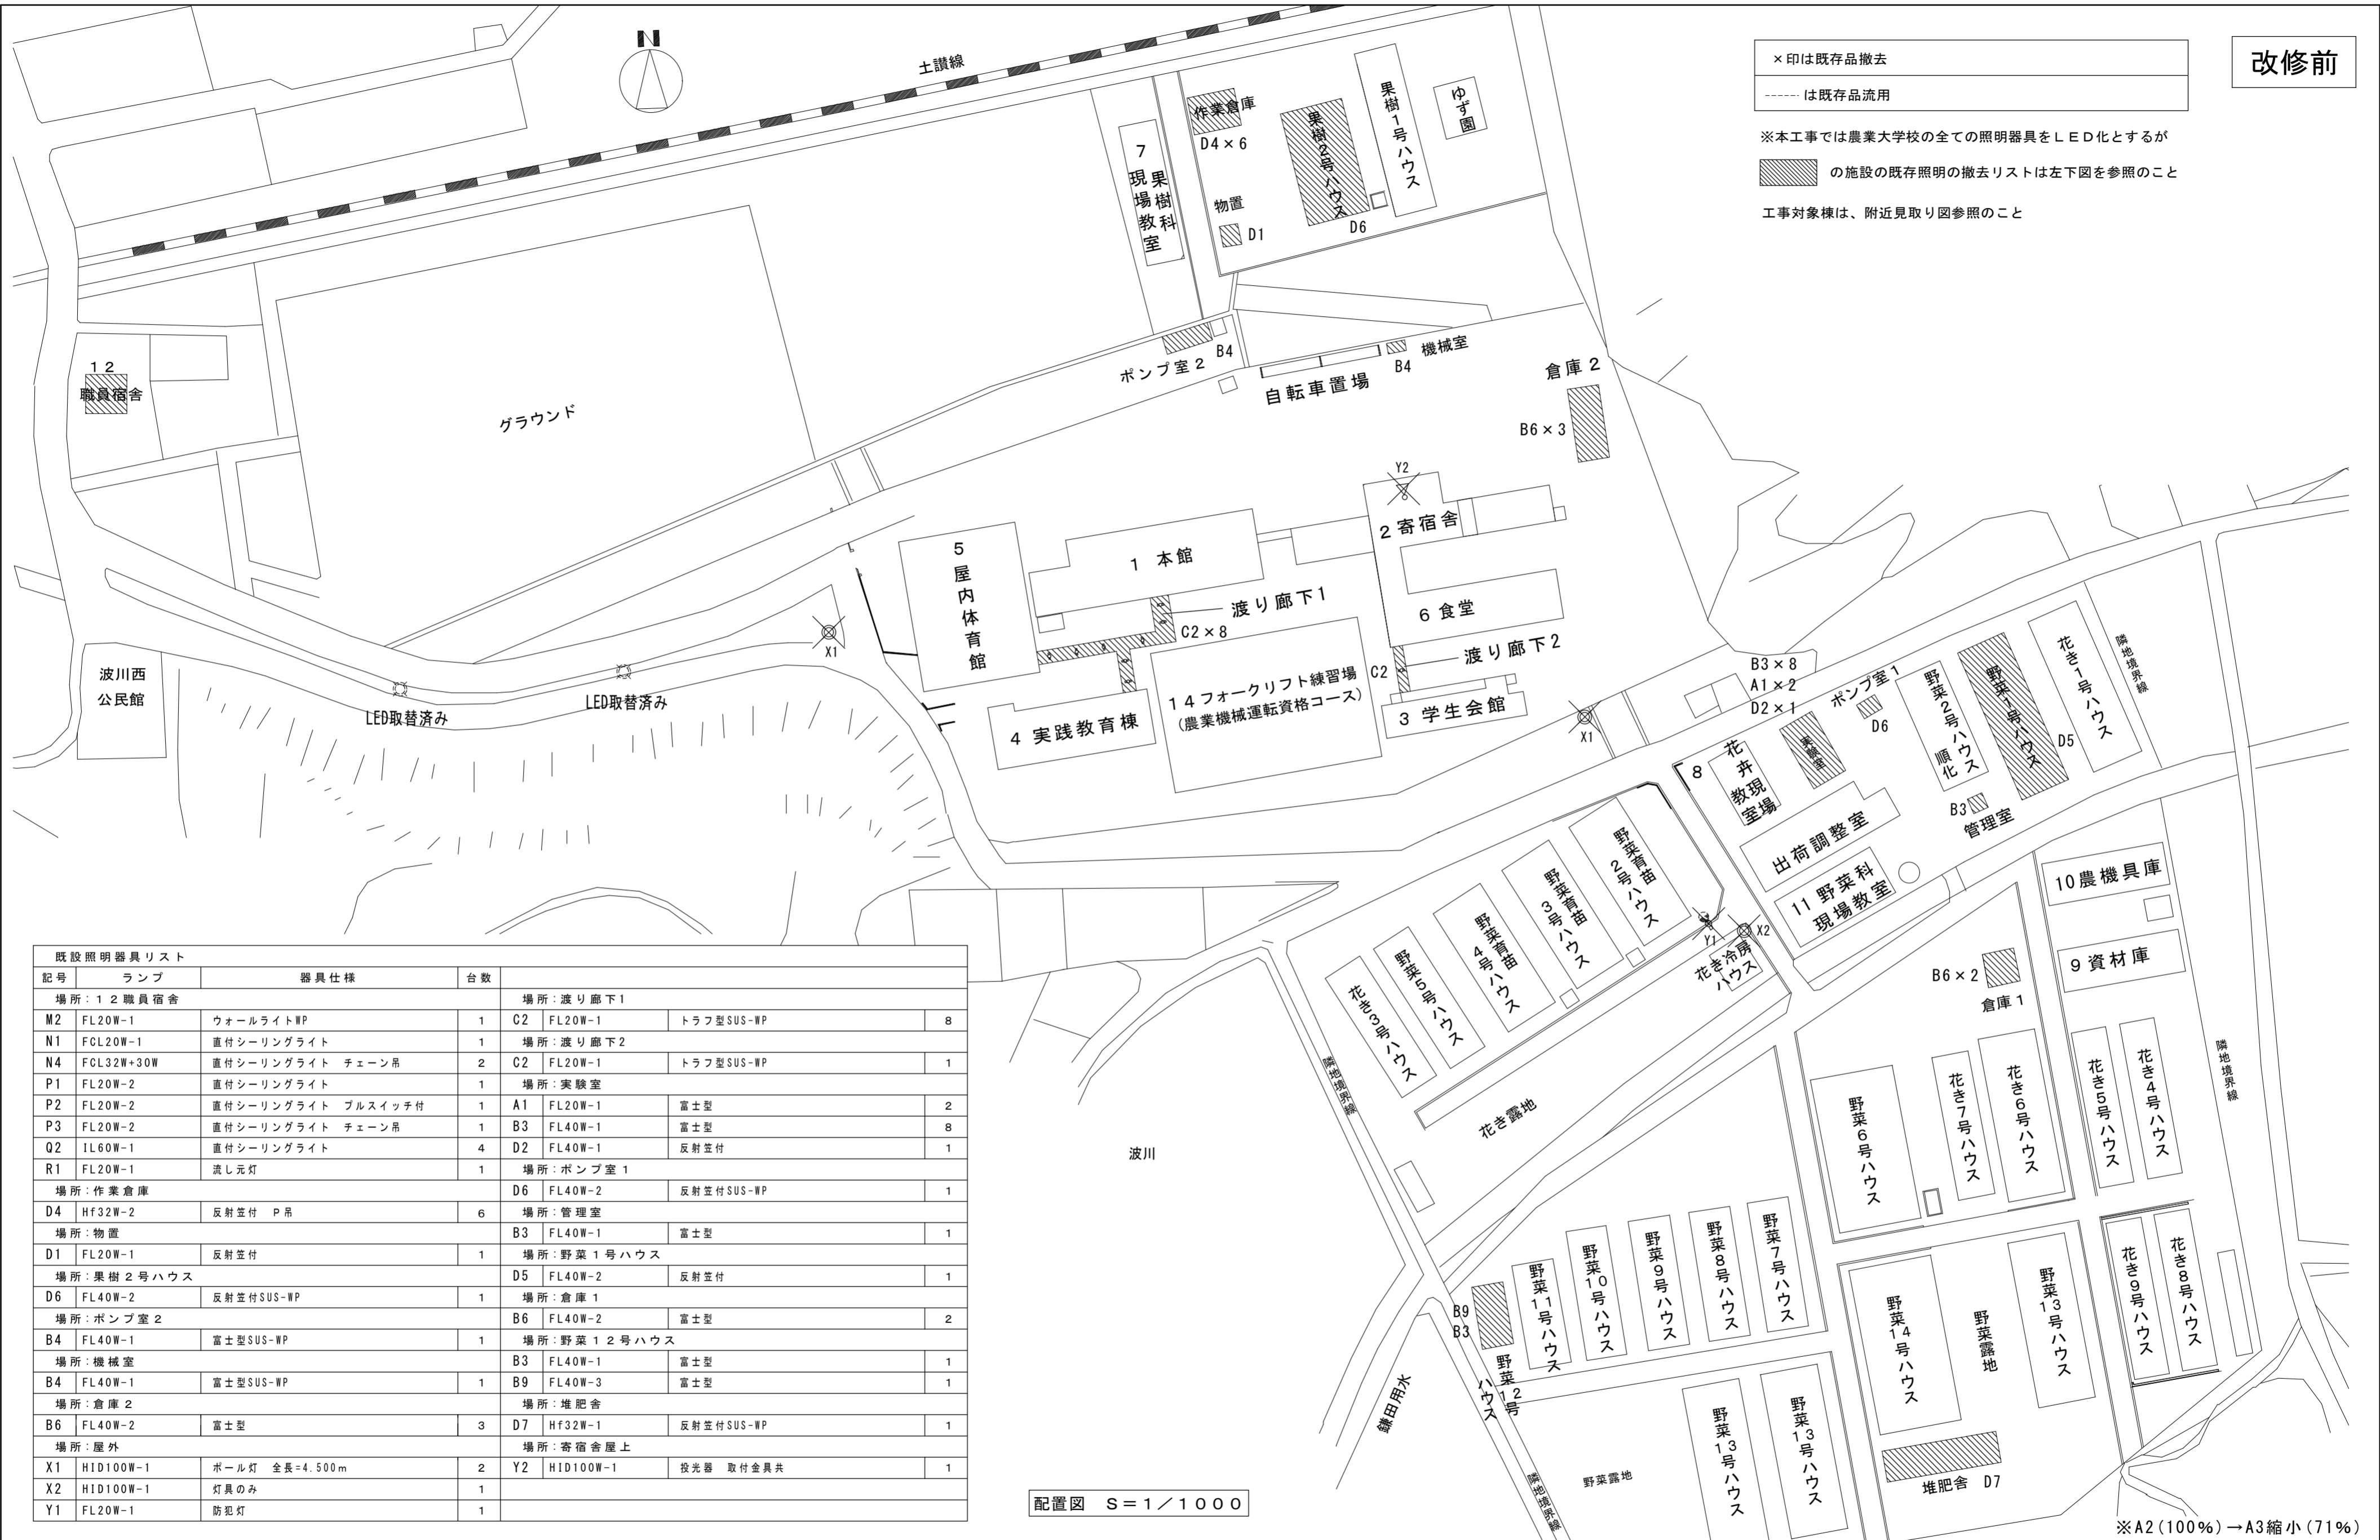 改修前
×印は既存品撤去
------ は既存品流用
※本工事では農業大学校の全ての照明器具をLED化とするが
の施設の既存照明の撤去リストは左下図を参照のこと
工事対象棟は、附近見取り図参照のこと
N
土讃線
作業倉庫
D4×6
7 果樹科現場教室
物置
D1
果樹2号ハウス
D6
果樹1号ハウス
ゆず園
ポンプ室2
B4
機械室
B4
自転車置場
倉庫2
B6×3
12
職員宿舎
グラウンド
Y2
2 寄宿舎
5 屋内体育館
1 本館
渡り廊下1
C2×8
6 食堂
渡り廊下2
C2
3 学生会館
14フォークリフト練習場
(農業機械運転資格コース)
4 実践教育棟
X1
X1
波川西
公民館
LED取替済み
LED取替済み
B3×8
A1×2
D2×1
ポンプ室1
D6
実験室
8
花卉現場教室
野菜2号ハウス
順化
野菜1号ハウス
D5
花き1号ハウス
隣地境界線
B3
管理室
出荷調整室
11 野菜科
現場教室
10農機具庫
9資材庫
B6×2
倉庫1
野菜育苗
2号ハウス
野菜育苗
3号ハウス
野菜育苗
4号ハウス
野菜5号ハウス
花き3号ハウス
Y1
X2
花き冷房
ハウス
花き露地
隣地境界線
波川
野菜6号ハウス
花き7号ハウス
花き6号ハウス
花き5号ハウス
花き4号ハウス
隣地境界線
野菜7号ハウス
野菜8号ハウス
野菜9号ハウス
野菜10号ハウス
野菜11号ハウス
B9
B3
野菜12号
ハウス
鎌田用水
隣地境界線
野菜露地
野菜13号ハウス
野菜13号ハウス
野菜14号ハウス
野菜露地
野菜13号ハウス
花き9号ハウス
花き8号ハウス
堆肥舎 D7
既設照明器具リスト
記号 ランプ 器具仕様 台数
場所:12職員宿舎
M2 FL20W-1 ウォールライトWP 1
N1 FCL20W-1 直付シーリングライト 1
N4 FCL32W+30W 直付シーリングライト チェーン吊 2
P1 FL20W-2 直付シーリングライト 1
P2 FL20W-2 直付シーリングライト プルスイッチ付 1
P3 FL20W-2 直付シーリングライト チェーン吊 1
Q2 IL60W-1 直付シーリングライト 4
R1 FL20W-1 流し元灯 1
場所:作業倉庫
D4 Hf32W-2 反射笠付 P吊 6
場所:物置
D1 FL20W-1 反射笠付 1
場所:果樹2号ハウス
D6 FL40W-2 反射笠付SUS-WP 1
場所:ポンプ室2
B4 FL40W-1 富士型SUS-WP 1
場所:機械室
B4 FL40W-1 富士型SUS-WP 1
場所:倉庫2
B6 FL40W-2 富士型 3
場所:屋外
X1 HID100W-1 ポール灯 全長=4.500m 2
X2 HID100W-1 灯具のみ 1
Y1 FL20W-1 防犯灯 1
場所:渡り廊下1
C2 FL20W-1 トラフ型SUS-WP 8
場所:渡り廊下2
C2 FL20W-1 トラフ型SUS-WP 1
場所:実験室
A1 FL20W-1 富士型 2
B3 FL40W-1 富士型 8
D2 FL40W-1 反射笠付 1
場所:ポンプ室1
D6 FL40W-2 反射笠付SUS-WP 1
場所:管理室
B3 FL40W-1 富士型 1
場所:野菜1号ハウス
D5 FL40W-2 反射笠付 1
場所:倉庫1
B6 FL40W-2 富士型 2
場所:野菜12号ハウス
B3 FL40W-1 富士型 1
B9 FL40W-3 富士型 1
場所:堆肥舎
D7 Hf32W-1 反射笠付SUS-WP 1
場所:寄宿舎屋上
Y2 HID100W-1 投光器 取付金具共 1
配置図 S=1/1000
※A2(100%)→A3縮小(71%)